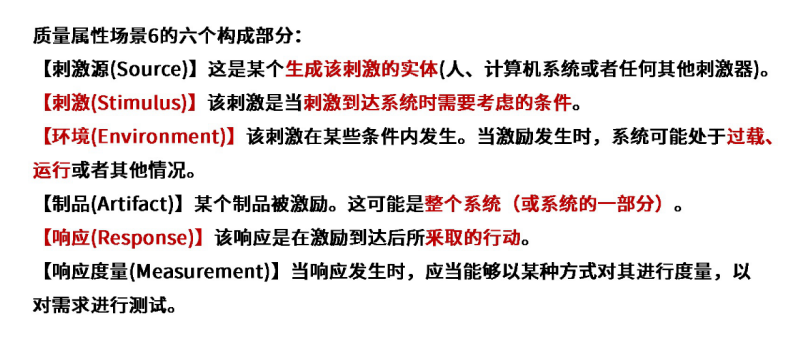 质量属性场景6的六个构成部分：
【刺激源(Source)】这是某个生成该刺激的实体(人、计算机系统或者任何其他刺激器)。
【刺激(Stimulus)】该刺激是当刺激到达系统时需要考虑的条件。
【环境(Environment)】该刺激在某些条件内发生。当激励发生时，系统可能处于过载、
运行或者其他情况。
【制品(Artifact)】某个制品被激励。这可能是整个系统（或系统的一部分）。
【响应(Response)】该响应是在激励到达后所采取的行动。
【响应度量(Measurement)】当响应发生时，应当能够以某种方式对其进行度量，以
对需求进行测试。